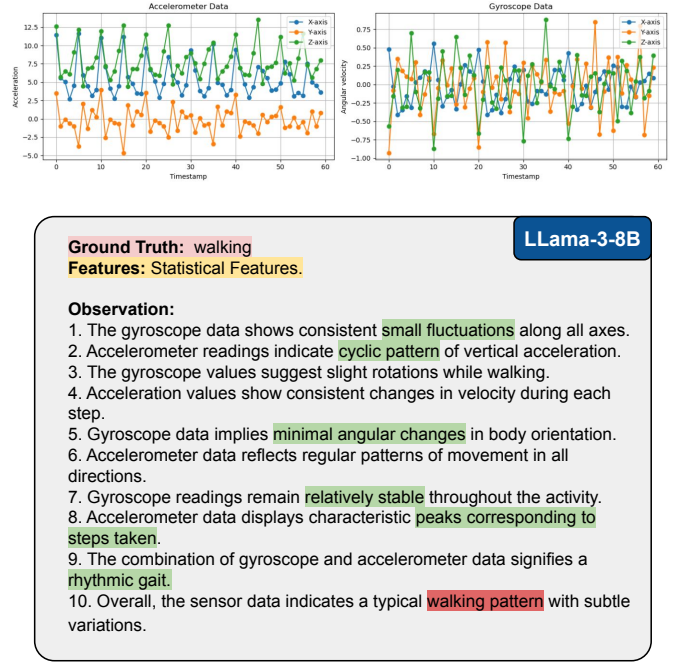 Accelerometer Data
Gyroscope Data
X-axis
Y-axis
Z-axis
X-axis
Y-axis
Z-axis
12.5
10.0
7.5
5.0
2.5
0.0
−2.5
−5.0
Acceleration
0 10 20 30 40 50 60
Timestamp
0.75
0.50
0.25
0.00
−0.25
−0.50
−0.75
−1.00
Angular velocity
0 10 20 30 40 50 60
Timestamp
LLama-3-8B
Ground Truth: walking
Features: Statistical Features.
Observation:
1. The gyroscope data shows consistent small fluctuations along all axes.
2. Accelerometer readings indicate cyclic pattern of vertical acceleration.
3. The gyroscope values suggest slight rotations while walking.
4. Acceleration values show consistent changes in velocity during each
step.
5. Gyroscope data implies minimal angular changes in body orientation.
6. Accelerometer data reflects regular patterns of movement in all
directions.
7. Gyroscope readings remain relatively stable throughout the activity.
8. Accelerometer data displays characteristic peaks corresponding to
steps taken.
9. The combination of gyroscope and accelerometer data signifies a
rhythmic gait.
10. Overall, the sensor data indicates a typical walking pattern with subtle
variations.